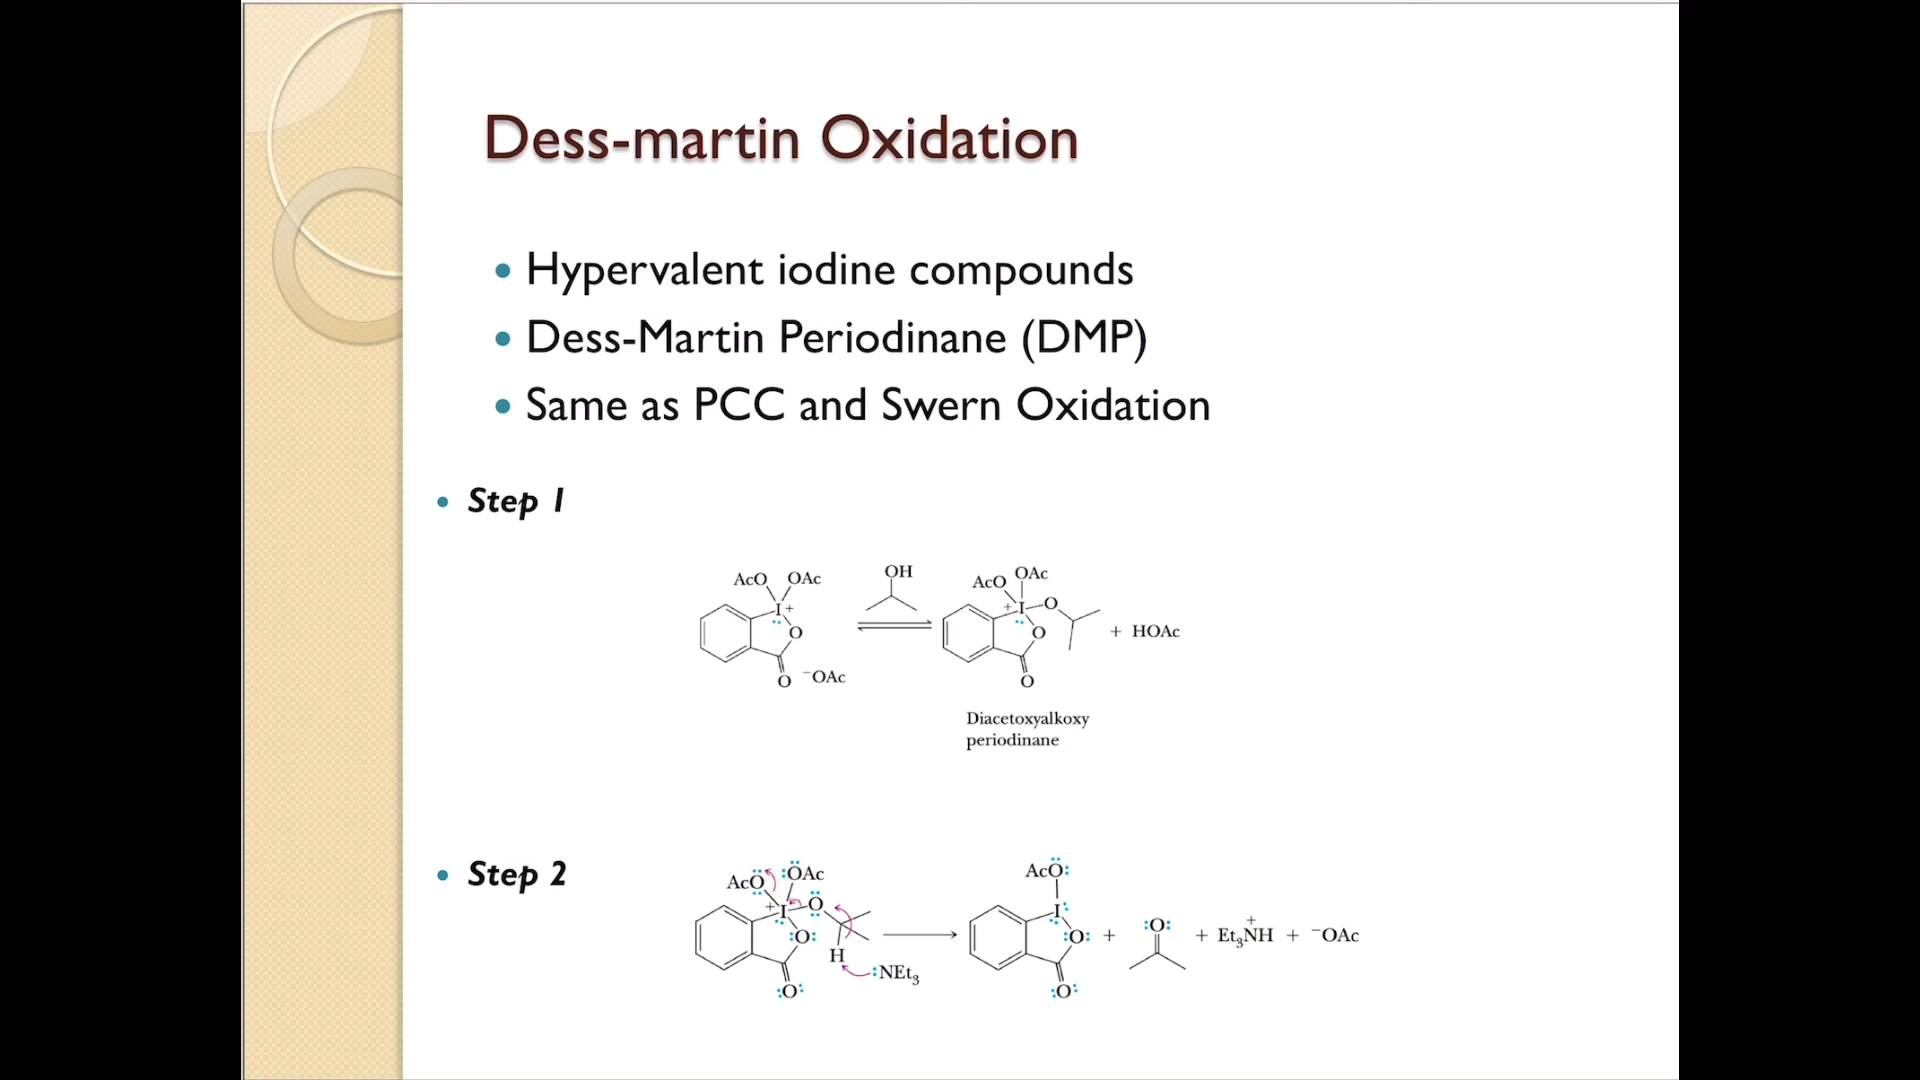 Dess-martin Oxidation
• Hypervalent iodine compounds
• Dess-Martin Periodinane (DMP)
• Same as PCC and Swern Oxidation
• Step 1
AcO OAc
I+
O
O ⁻OAc
OH
AcO OAc
+I–O
O
O
+ HOAc
Diacetoxyalkoxy
periodinane
• Step 2
AcO :OAc
+I–O
:O:
H
:NEt₃
:O:
AcO:
I
:O: +
:O:
:O:
+ Et₃NH⁺ + ⁻OAc